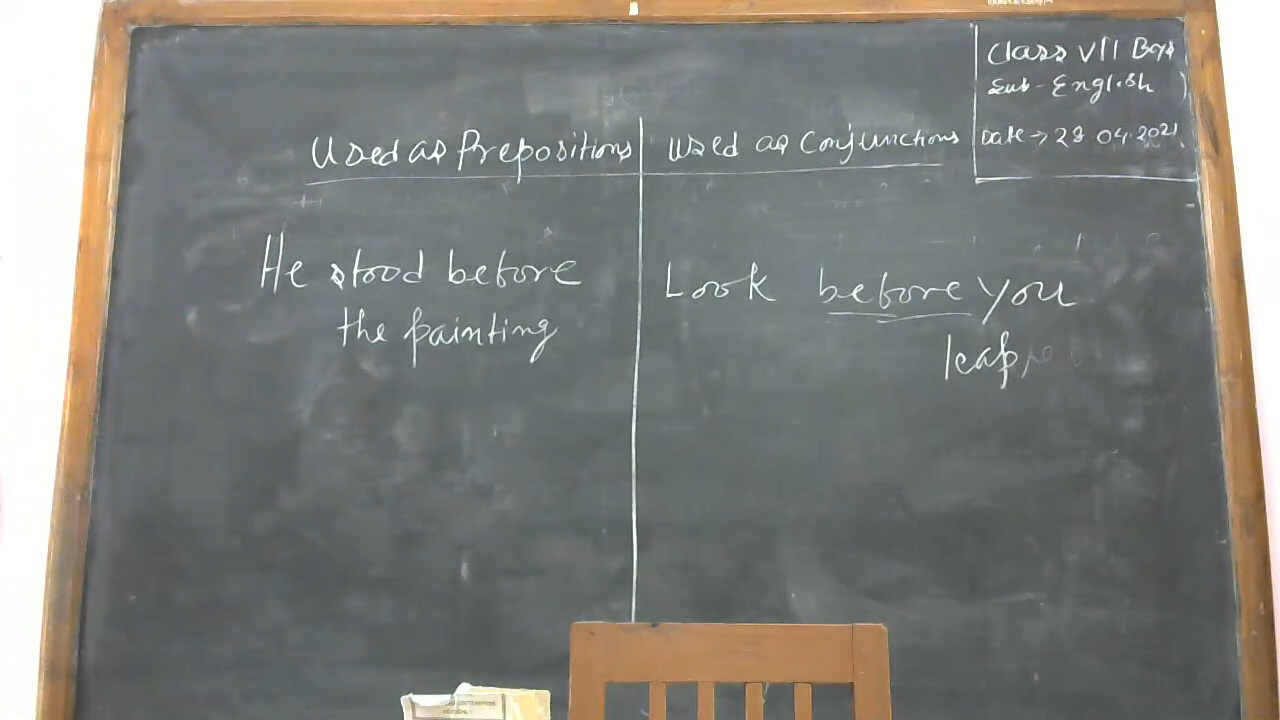 Class VII Boys
Sub- English
Date → 28 04.2021
Used as Prepositions
Used as Conjunctions
He stood before
the painting
Look before you
leap